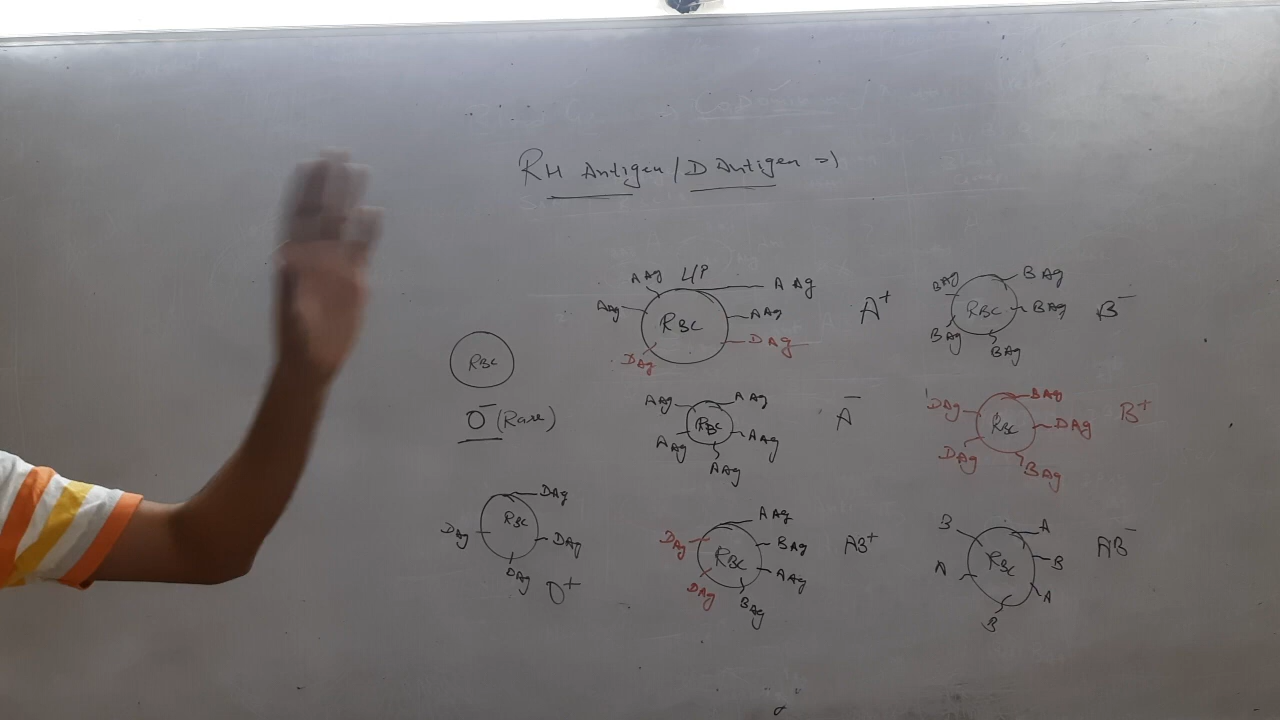 RH Antigen / D Antigen =)
A Ag LIP A Ag
A Ag RBC A Ag
D Ag D Ag
A+
B Ag B Ag
RBC B Ag
B Ag B Ag
B-
RBC
O- (Rare)
A Ag A Ag
RBC
A Ag A Ag
A Ag
A-
D Ag B Ag
RBC D Ag
D Ag B Ag
B+
D Ag
RBC
D Ag D Ag
D Ag
O+
A Ag
D Ag B Ag
RBC
D Ag A Ag
B Ag
AB+
B A
RBC B
A A
B
AB-